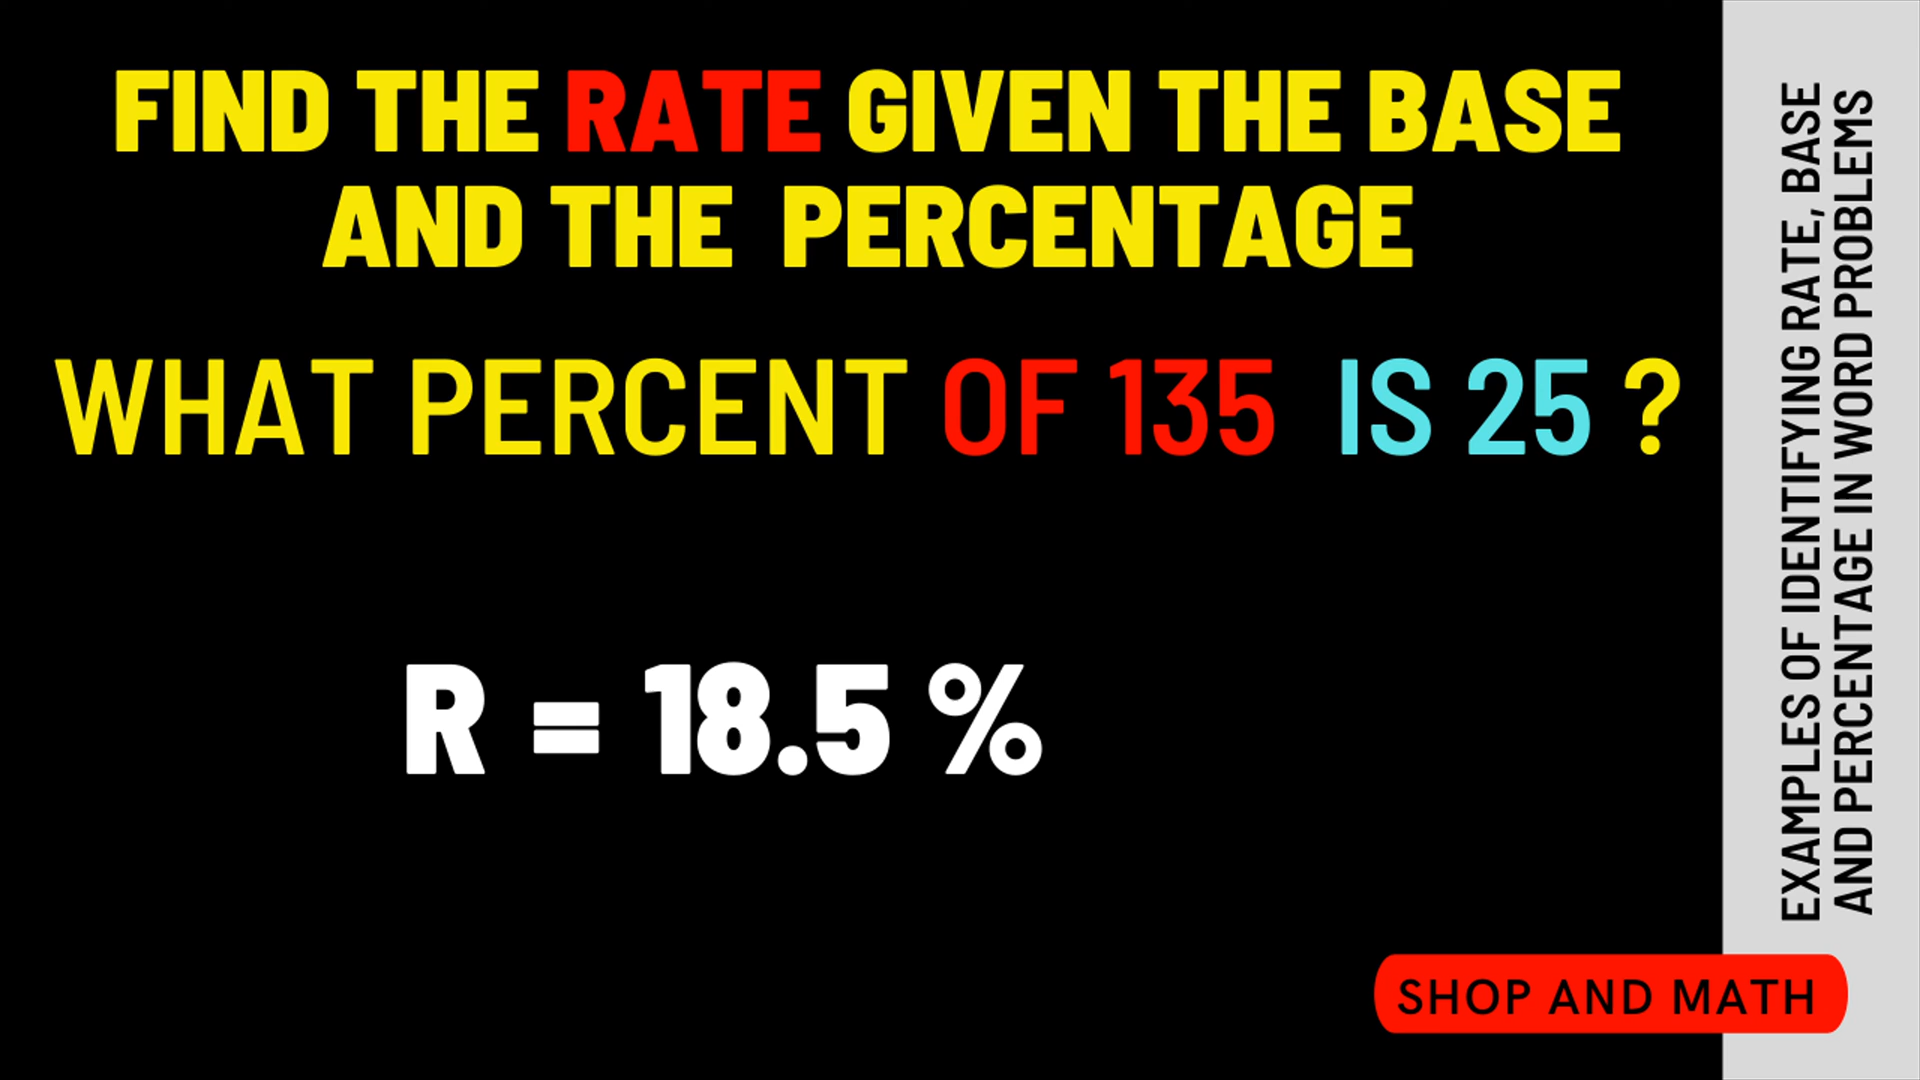 FIND THE RATE GIVEN THE BASE
AND THE PERCENTAGE
WHAT PERCENT OF 135 IS 25 ?
R = 18.5 %
EXAMPLES OF IDENTIFYING RATE, BASE
AND PERCENTAGE IN WORD PROBLEMS
SHOP AND MATH